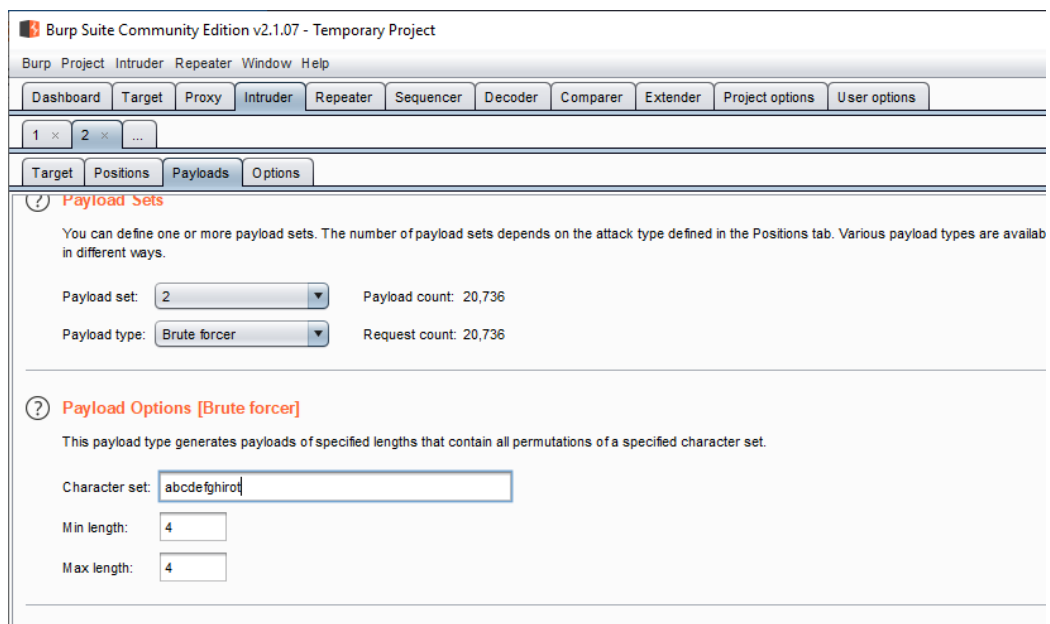 Burp Suite Community Edition v2.1.07 - Temporary Project
Burp Project Intruder Repeater Window Help
Dashboard Target Proxy Intruder Repeater Sequencer Decoder Comparer Extender Project options User options
1 × 2 × ...
Target Positions Payloads Options
? Payload Sets
You can define one or more payload sets. The number of payload sets depends on the attack type defined in the Positions tab. Various payload types are availab
in different ways.
Payload set: 2 Payload count: 20,736
Payload type: Brute forcer Request count: 20,736
? Payload Options [Brute forcer]
This payload type generates payloads of specified lengths that contain all permutations of a specified character set.
Character set: abcdefghirot
Min length: 4
Max length: 4